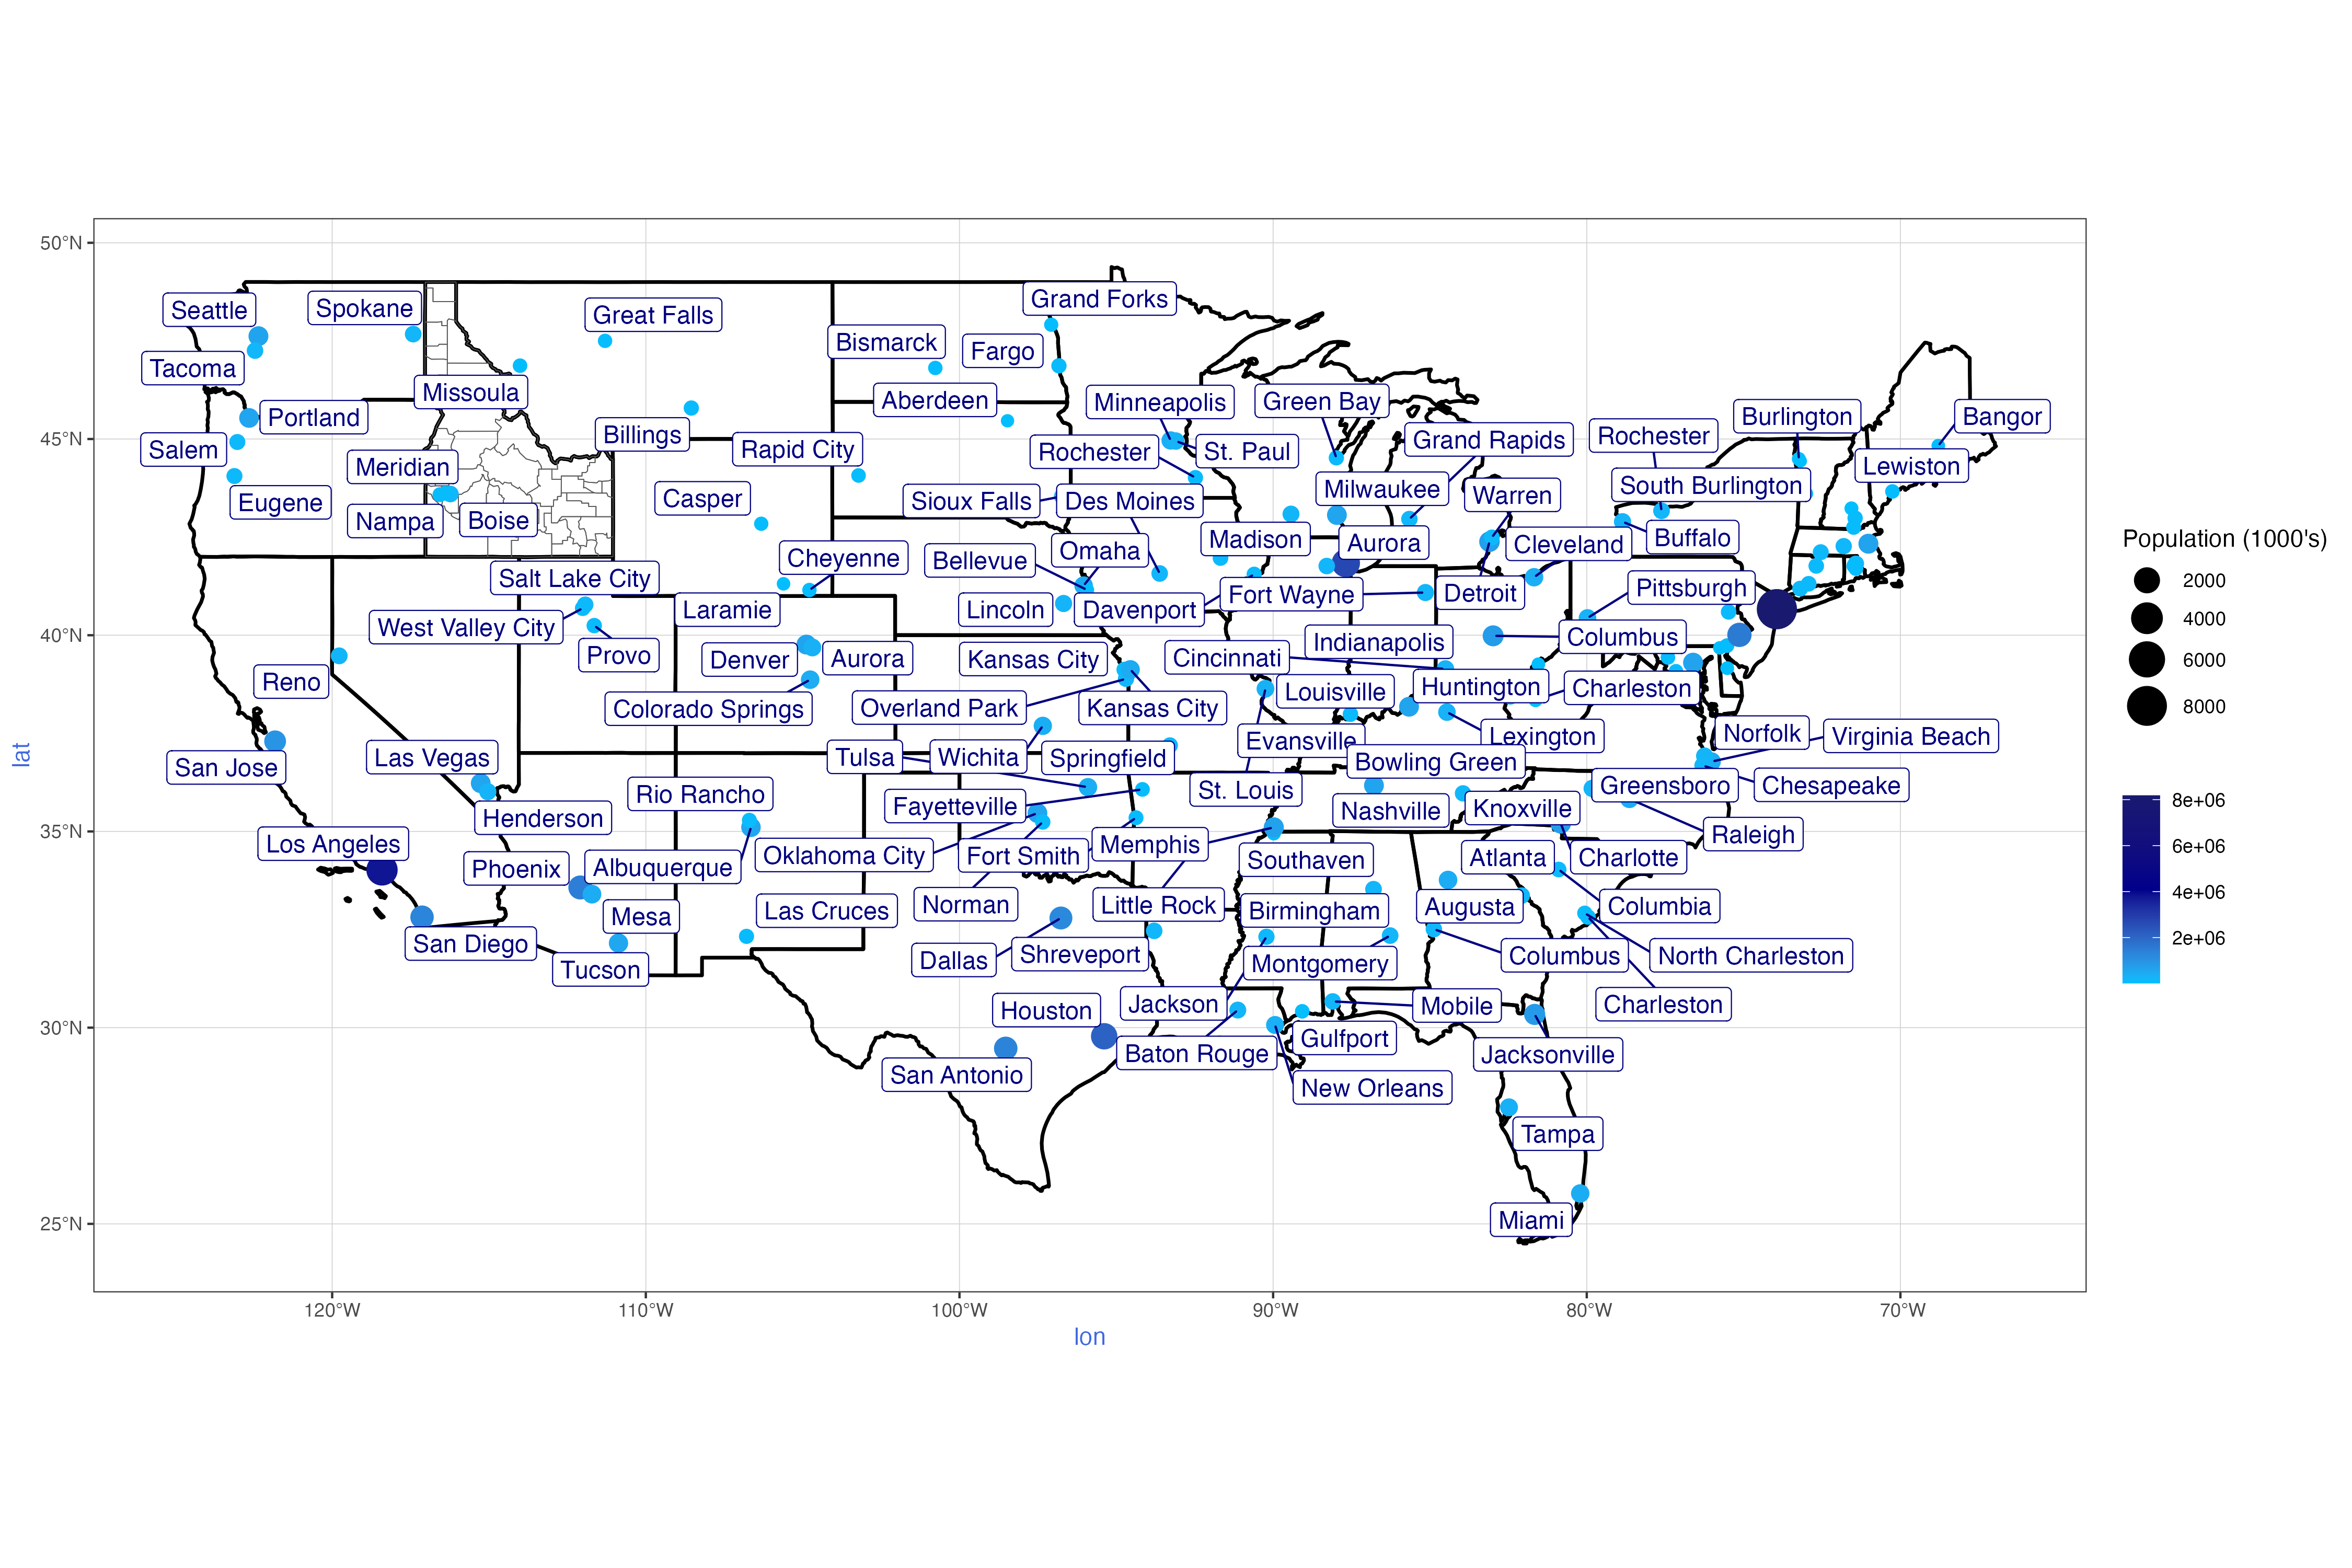 50°N
45°N
40°N
35°N
30°N
25°N
lat
120°W
110°W
100°W
90°W
80°W
70°W
lon
Seattle
Spokane
Great Falls
Grand Forks
Bismarck
Fargo
Tacoma
Missoula
Aberdeen
Minneapolis
Green Bay
Burlington
Bangor
Portland
Billings
Rapid City
Rochester
St. Paul
Grand Rapids
Rochester
Salem
Meridian
Lewiston
Eugene
Casper
Sioux Falls
Des Moines
Milwaukee
Warren
South Burlington
Nampa
Boise
Madison
Aurora
Cleveland
Buffalo
Cheyenne
Bellevue
Omaha
Salt Lake City
Laramie
Lincoln
Davenport
Fort Wayne
Detroit
Pittsburgh
West Valley City
Provo
Denver
Aurora
Kansas City
Cincinnati
Indianapolis
Columbus
Reno
Colorado Springs
Overland Park
Kansas City
Louisville
Huntington
Charleston
San Jose
Las Vegas
Tulsa
Wichita
Springfield
Evansville
Lexington
Norfolk
Virginia Beach
Bowling Green
Rio Rancho
Fayetteville
St. Louis
Greensboro
Chesapeake
Henderson
Nashville
Knoxville
Raleigh
Los Angeles
Phoenix
Albuquerque
Oklahoma City
Fort Smith
Memphis
Southaven
Atlanta
Charlotte
Mesa
Las Cruces
Norman
Little Rock
Birmingham
Augusta
Columbia
San Diego
Tucson
Dallas
Shreveport
Montgomery
Columbus
North Charleston
Houston
Jackson
Mobile
Charleston
San Antonio
Baton Rouge
Gulfport
Jacksonville
New Orleans
Tampa
Miami
Population (1000's)
2000
4000
6000
8000
8e+06
6e+06
4e+06
2e+06